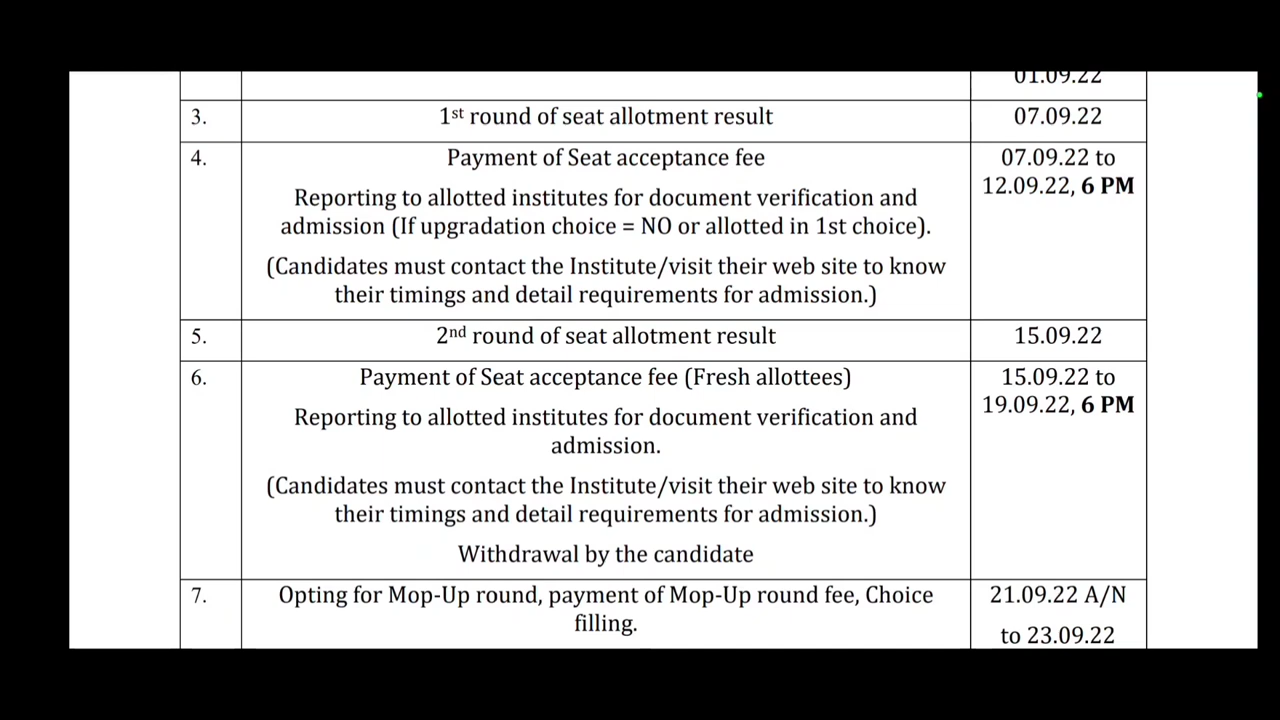 01.09.22
3. 1st round of seat allotment result 07.09.22
4. Payment of Seat acceptance fee 07.09.22 to
12.09.22, 6 PM
Reporting to allotted institutes for document verification and
admission (If upgradation choice = NO or allotted in 1st choice).
(Candidates must contact the Institute/visit their web site to know
their timings and detail requirements for admission.)
5. 2nd round of seat allotment result 15.09.22
6. Payment of Seat acceptance fee (Fresh allottees) 15.09.22 to
19.09.22, 6 PM
Reporting to allotted institutes for document verification and
admission.
(Candidates must contact the Institute/visit their web site to know
their timings and detail requirements for admission.)
Withdrawal by the candidate
7. Opting for Mop-Up round, payment of Mop-Up round fee, Choice 21.09.22 A/N
filling.
to 23.09.22